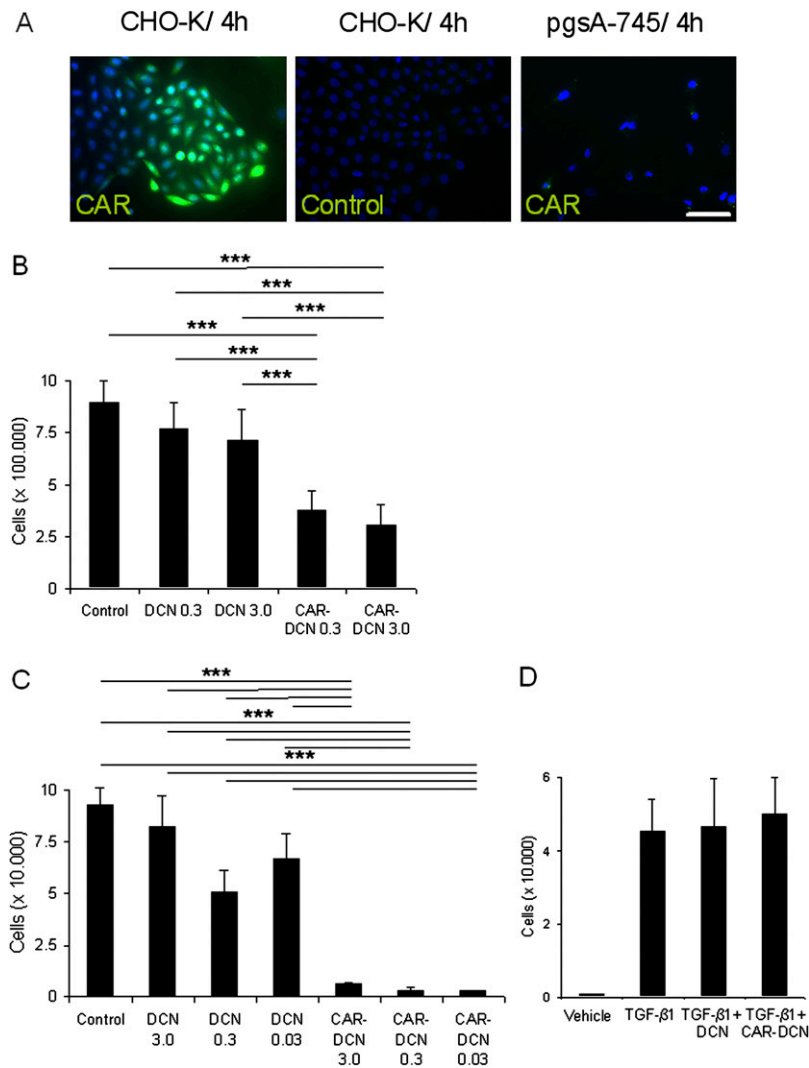 A
CHO-K/ 4h
CHO-K/ 4h
pgsA-745/ 4h
CAR
Control
CAR
B
***
***
***
***
***
***
Cells (x 100.000)
10
7.5
5
2.5
0
Control
DCN 0.3
DCN 3.0
CAR-
DCN 0.3
CAR-
DCN 3.0
C
***
***
***
Cells (x 10.000)
10
7.5
5
2.5
0
Control
DCN
3.0
DCN
0.3
DCN
0.03
CAR-
DCN
3.0
CAR-
DCN
0.3
CAR-
DCN
0.03
D
Cells (x 10.000)
6
4
2
0
Vehicle
TGF-β1
TGF-β1+
DCN
TGF-β1+
CAR-DCN